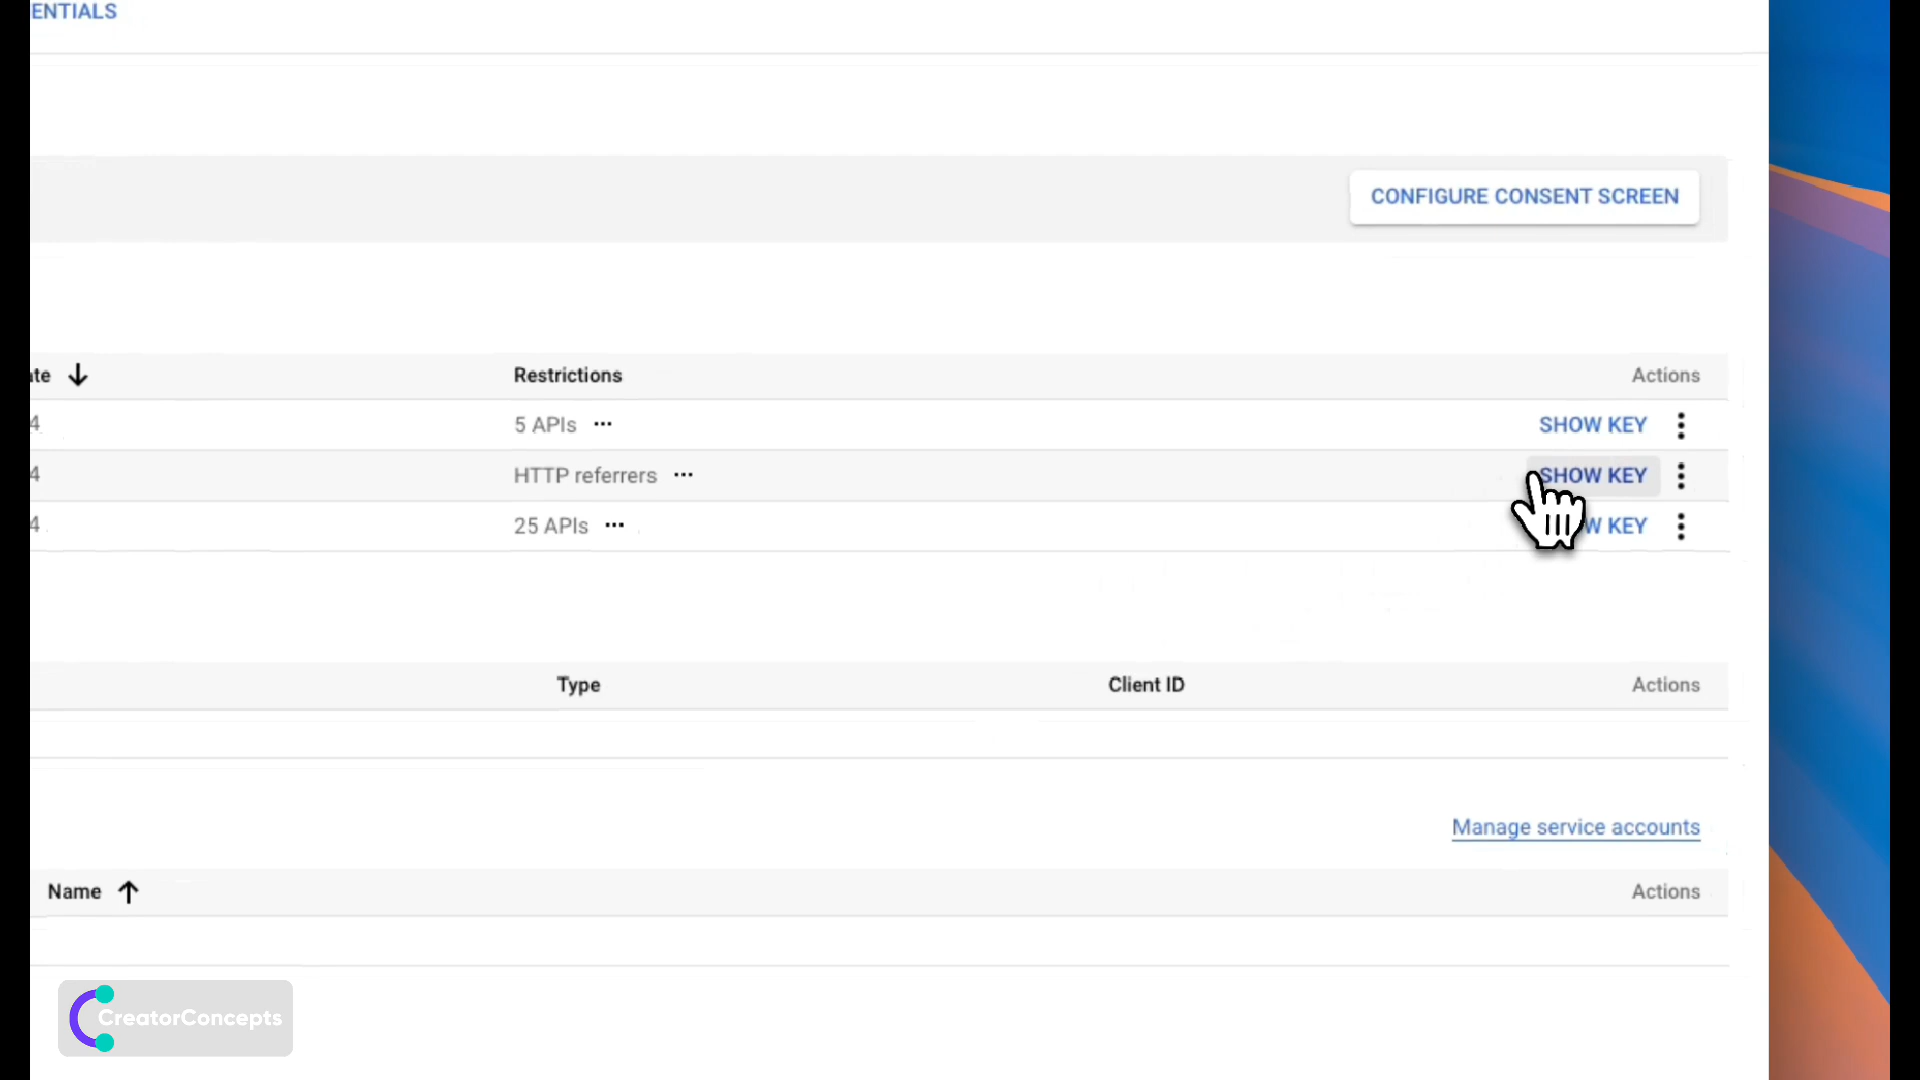 ENTIALS
CONFIGURE CONSENT SCREEN
ate Restrictions Actions
4 5 APIs ... SHOW KEY
4 HTTP referrers ... SHOW KEY
4 25 APIs ... W KEY
Type Client ID Actions
Manage service accounts
Name Actions
CreatorConcepts